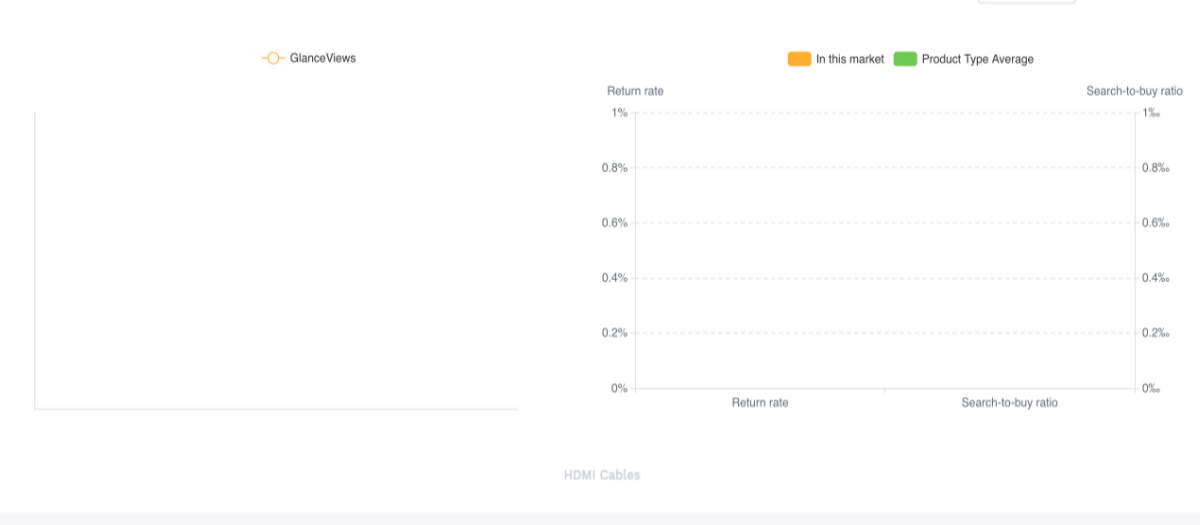 GlanceViews
In this market Product Type Average
Return rate Search-to-buy ratio
1% 1‰
0.8% 0.8‰
0.6% 0.6‰
0.4% 0.4‰
0.2% 0.2‰
0% 0‰
Return rate Search-to-buy ratio
HDMI Cables